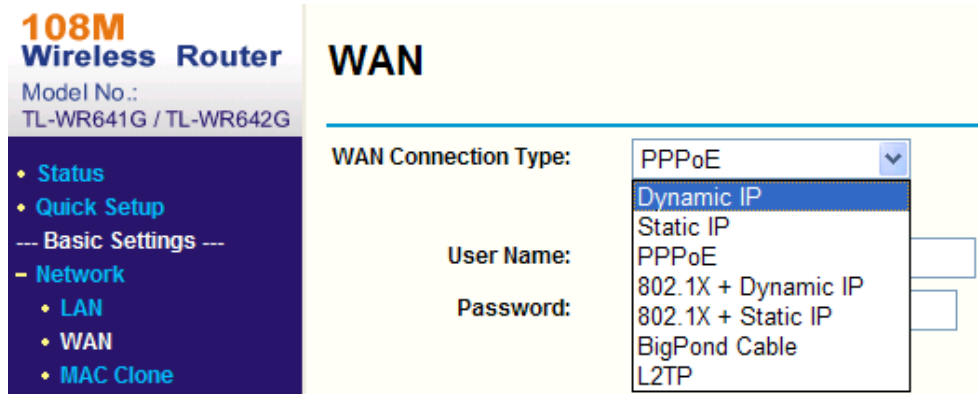 108M
Wireless Router
Model No.:
TL-WR641G / TL-WR642G
• Status
• Quick Setup
--- Basic Settings ---
– Network
• LAN
• WAN
• MAC Clone
WAN
WAN Connection Type:
PPPoE
Dynamic IP
Static IP
PPPoE
802.1X + Dynamic IP
802.1X + Static IP
BigPond Cable
L2TP
User Name:
Password: